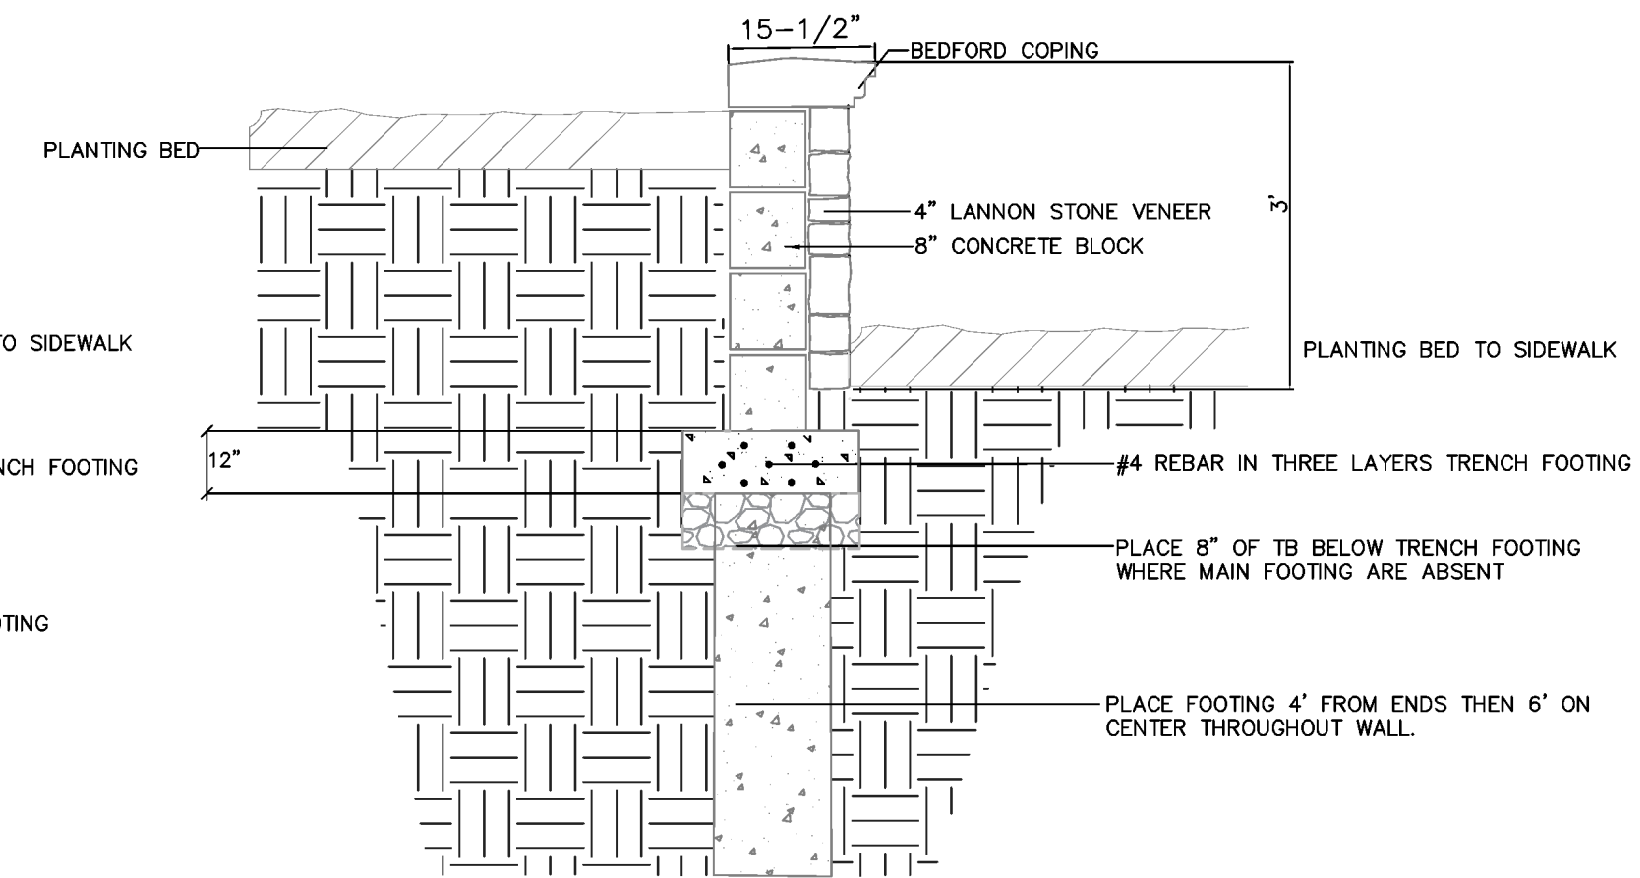 15-1/2"
BEDFORD COPING
PLANTING BED
4" LANNON STONE VENEER
3'
8" CONCRETE BLOCK
TO SIDEWALK
PLANTING BED TO SIDEWALK
12"
NCH FOOTING
#4 REBAR IN THREE LAYERS TRENCH FOOTING
PLACE 8" OF TB BELOW TRENCH FOOTING
WHERE MAIN FOOTING ARE ABSENT
OTING
PLACE FOOTING 4' FROM ENDS THEN 6' ON
CENTER THROUGHOUT WALL.